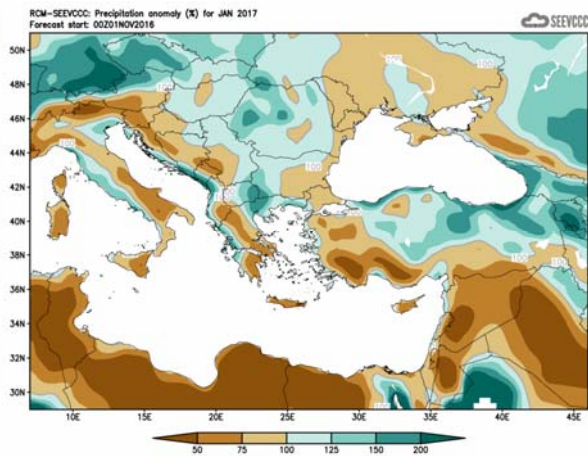 RCM-SEEVCCC: Precipitation anomaly (%) for JAN 2017
Forecast start: 00Z01NOV2016
SEEVCCC
50N
48N
46N
44N
42N
40N
38N
36N
34N
32N
30N
10E 15E 20E 25E 30E 35E 40E 45E
50 75 100 125 150 200